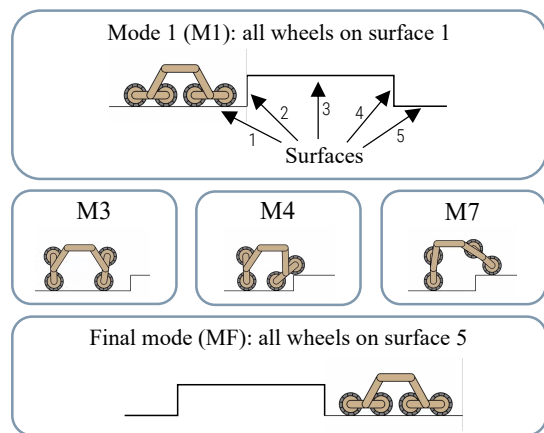 Mode 1 (M1): all wheels on surface 1
1
2
3
4
5
Surfaces
M3
M4
M7
Final mode (MF): all wheels on surface 5